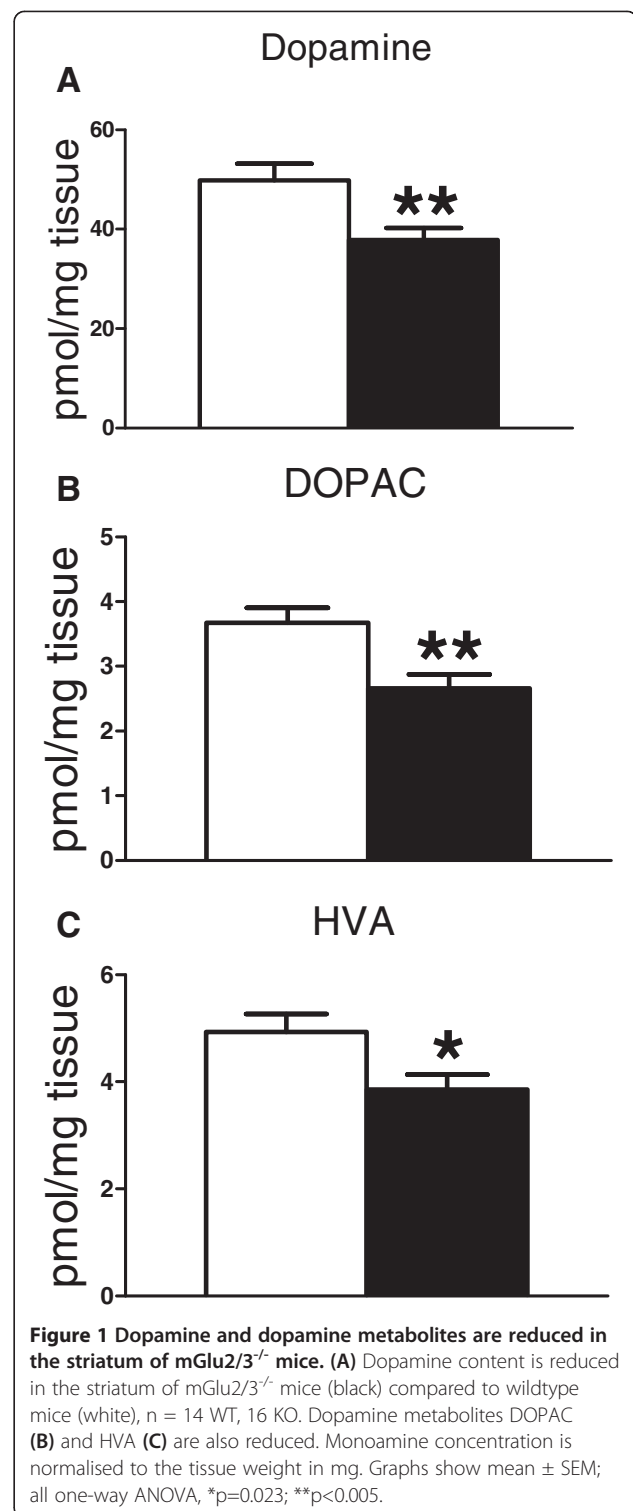 Dopamine
A
60
40
20
0
pmol/mg tissue
**
B
DOPAC
5
4
3
2
1
0
pmol/mg tissue
**
C
HVA
6
4
2
0
pmol/mg tissue
*
Figure 1 Dopamine and dopamine metabolites are reduced in
the striatum of mGlu2/3-/- mice. (A) Dopamine content is reduced
in the striatum of mGlu2/3-/- mice (black) compared to wildtype
mice (white), n = 14 WT, 16 KO. Dopamine metabolites DOPAC
(B) and HVA (C) are also reduced. Monoamine concentration is
normalised to the tissue weight in mg. Graphs show mean ± SEM;
all one-way ANOVA, *p=0.023; **p<0.005.